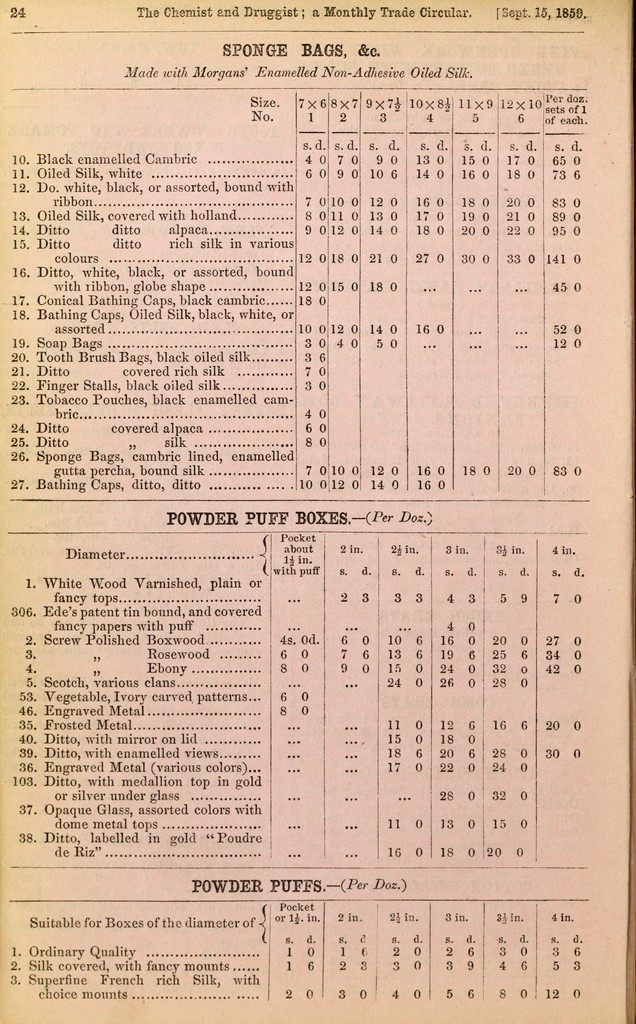 24 The Chemist and Druggist; a Monthly Trade Circular. [Sept. 15, 1859.
SPONGE BAGS, &c.
Made with Morgans' Enamelled Non-Adhesive Oiled Silk.
Size. 7 × 6 8 × 7 9 × 7½ 10 × 8½ 11 × 9 12 × 10 Per doz. sets of 1 of each.
No. 1 2 3 4 5 6
s. d. s. d. s. d. s. d. s. d. s. d. s. d.
10. Black enamelled Cambric ................... 4 0 7 0 9 0 13 0 15 0 17 0 65 0
11. Oiled Silk, white ............................. 6 0 9 0 10 6 14 0 16 0 18 0 73 6
12. Do. white, black, or assorted, bound with
ribbon....................................... 7 0 10 0 12 0 16 0 18 0 20 0 83 0
13. Oiled Silk, covered with holland............ 8 0 11 0 13 0 17 0 19 0 21 0 89 0
14. Ditto ditto alpaca................. 9 0 12 0 14 0 18 0 20 0 22 0 95 0
15. Ditto ditto rich silk in various
colours ..................................... 12 0 18 0 21 0 27 0 30 0 33 0 141 0
16. Ditto, white, black, or assorted, bound
with ribbon, globe shape ................ 12 0 15 0 18 0 ... ... ... 45 0
17. Conical Bathing Caps, black cambric...... 18 0
18. Bathing Caps, Oiled Silk, black, white, or
assorted ..................................... 10 0 12 0 14 0 16 0 ... ... 52 0
19. Soap Bags ..................................... 3 0 4 0 5 0 ... ... ... 12 0
20. Tooth Brush Bags, black oiled silk......... 3 6
21. Ditto covered rich silk ............ 7 0
22. Finger Stalls, black oiled silk............... 3 0
23. Tobacco Pouches, black enamelled cam-
bric........................................... 4 0
24. Ditto covered alpaca .................. 6 0
25. Ditto „ silk ..................... 8 0
26. Sponge Bags, cambric lined, enamelled
gutta percha, bound silk .................. 7 0 10 0 12 0 16 0 18 0 20 0 83 0
27. Bathing Caps, ditto, ditto ................ 10 0 12 0 14 0 16 0
POWDER PUFF BOXES.—(Per Doz.)
Diameter........................... Pocket about 1½ in. with puff 2 in. 2½ in. 3 in. 3½ in. 4 in.
s. d. s. d. s. d. s. d. s. d.
1. White Wood Varnished, plain or
fancy tops.............................. ... 2 3 3 3 4 3 5 9 7 0
306. Ede's patent tin bound, and covered
fancy papers with puff ............ ... ... ... 4 0
2. Screw Polished Boxwood ............ 4s. 0d. 6 0 10 6 16 0 20 0 27 0
3. „ Rosewood ......... 6 0 7 6 13 6 19 6 25 6 34 0
4. „ Ebony ............... 8 0 9 0 15 0 24 0 32 0 42 0
5. Scotch, various clans.................. ... ... 24 0 26 0 28 0
53. Vegetable, Ivory carved patterns... 6 0
46. Engraved Metal........................ 8 0
35. Frosted Metal........................... ... ... 11 0 12 6 16 6 20 0
40. Ditto, with mirror on lid ............ ... ... 15 0 18 0
39. Ditto, with enamelled views......... ... ... 18 6 20 6 28 0 30 0
36. Engraved Metal (various colors)... ... ... 17 0 22 0 24 0
103. Ditto, with medallion top in gold
or silver under glass ............... ... ... ... 28 0 32 0
37. Opaque Glass, assorted colors with
dome metal tops ..................... ... ... 11 0 13 0 15 0
38. Ditto, labelled in gold “Poudre
de Riz” ................................. ... ... 16 0 18 0 20 0
POWDER PUFFS.—(Per Doz.)
Suitable for Boxes of the diameter of Pocket or 1½. in. 2 in. 2½ in. 3 in. 3½ in. 4 in.
s. d. s. d s. d. s. d. s. d. s. d.
1. Ordinary Quality ..................... 1 0 1 6 2 0 2 6 3 0 3 6
2. Silk covered, with fancy mounts ...... 1 6 2 3 3 0 3 9 4 6 5 3
3. Superfine French rich Silk, with
choice mounts ........................ 2 0 3 0 4 0 5 6 8 0 12 0